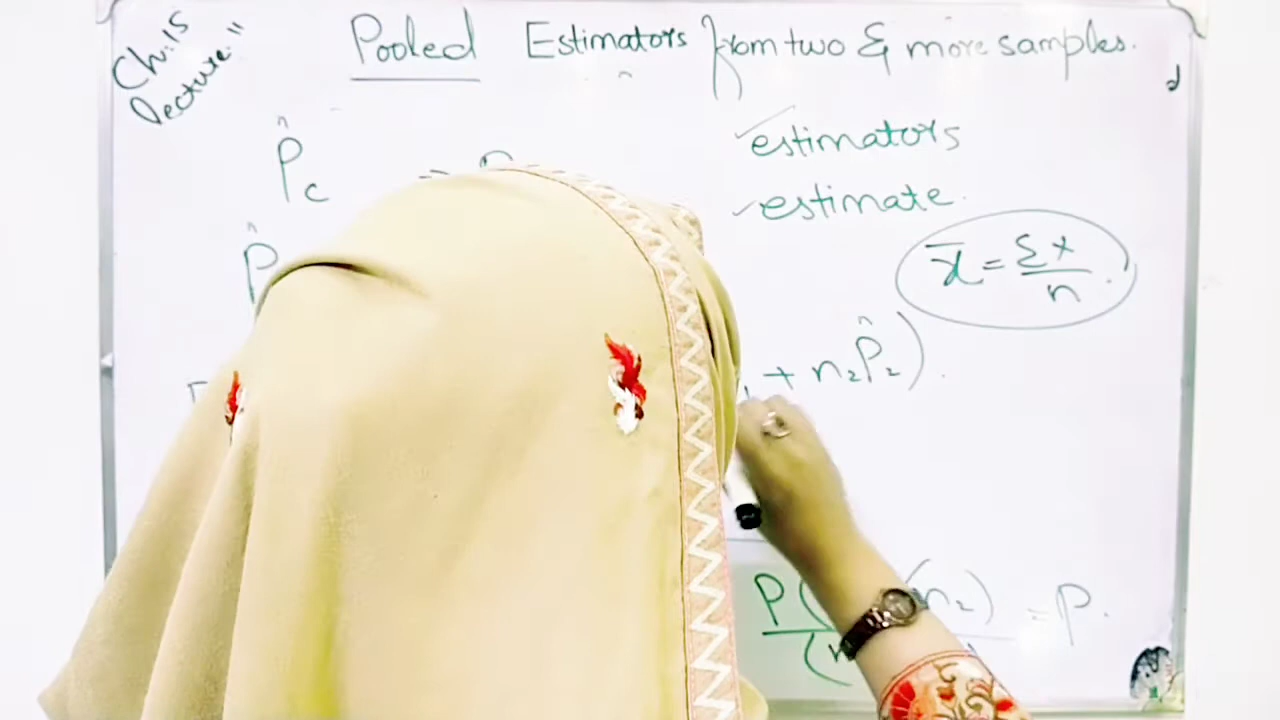 Ch:15
lecture "
Pooled Estimators from two & more samples.
P̂c =
estimators
estimate.
P̂
x̄ = Σx / n .
+ n₂P̂₂) .
P( n₂) = P.
(n